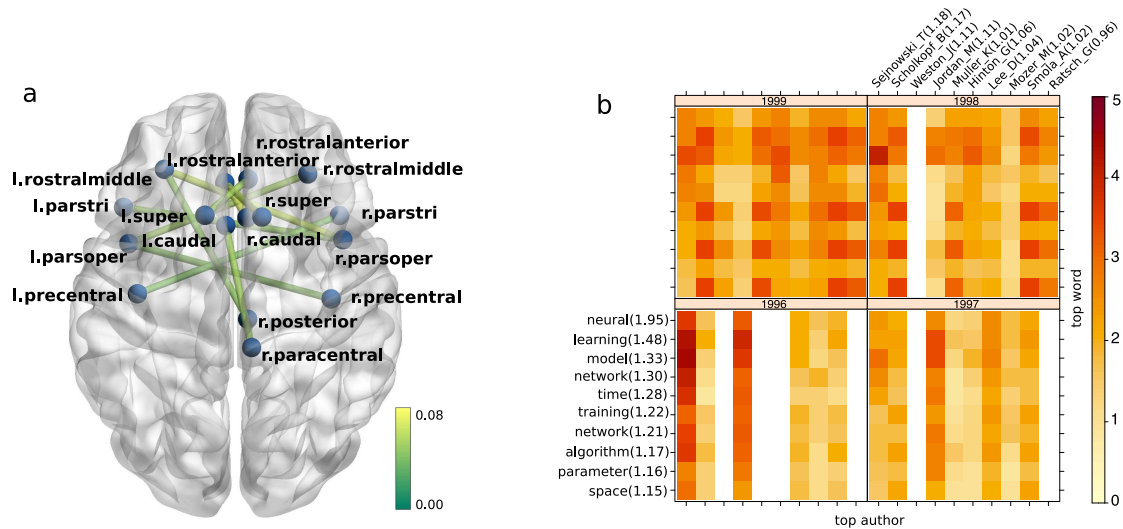 a
r.rostralanterior
l.rostralanterior
r.rostralmiddle
l.rostralmiddle
l.parstri
l.super
r.super
r.parstri
l.caudal
r.caudal
l.parsoper
r.parsoper
l.precentral
r.precentral
r.posterior
r.paracentral
0.08
0.00
b
Sejnowski_T(1.18)
Scholkopf_B(1.17)
Weston_J(1.11)
Jordan_M(1.11)
Muller_K(1.01)
Hinton_G(1.06)
Lee_D(1.04)
Mozer_M(1.02)
Smola_A(1.02)
Ratsch_G(0.96)
1999
1998
1996
1997
neural(1.95)
learning(1.48)
model(1.33)
network(1.30)
time(1.28)
training(1.22)
network(1.21)
algorithm(1.17)
parameter(1.16)
space(1.15)
top author
top word
5
4
3
2
1
0